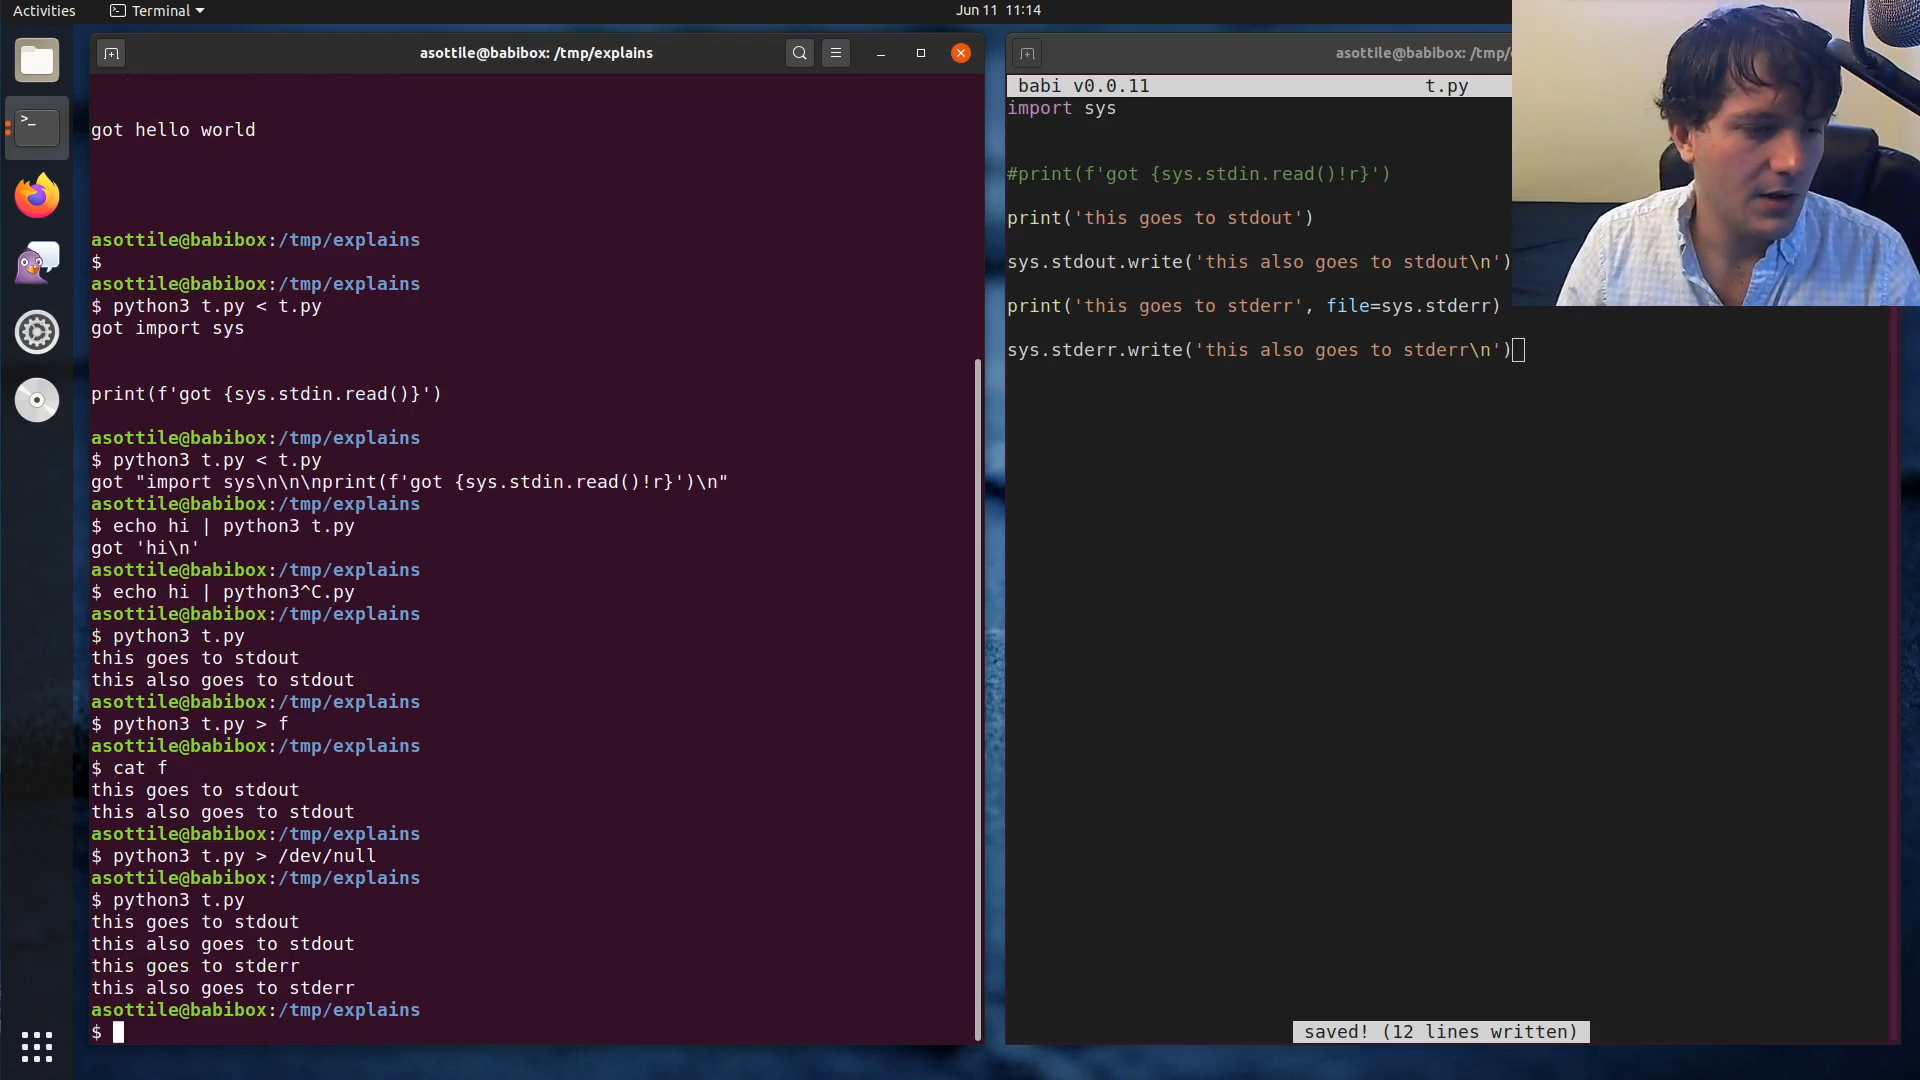 Activities
Terminal
Jun 11 11:14
asottile@babibox: /tmp/explains
got hello world
asottile@babibox:/tmp/explains
$
asottile@babibox:/tmp/explains
$ python3 t.py < t.py
got import sys
print(f'got {sys.stdin.read()}')
asottile@babibox:/tmp/explains
$ python3 t.py < t.py
got "import sys\n\n\nprint(f'got {sys.stdin.read()!r}')\n"
asottile@babibox:/tmp/explains
$ echo hi | python3 t.py
got 'hi\n'
asottile@babibox:/tmp/explains
$ echo hi | python3^C.py
asottile@babibox:/tmp/explains
$ python3 t.py
this goes to stdout
this also goes to stdout
asottile@babibox:/tmp/explains
$ python3 t.py > f
asottile@babibox:/tmp/explains
$ cat f
this goes to stdout
this also goes to stdout
asottile@babibox:/tmp/explains
$ python3 t.py > /dev/null
asottile@babibox:/tmp/explains
$ python3 t.py
this goes to stdout
this also goes to stdout
this goes to stderr
this also goes to stderr
asottile@babibox:/tmp/explains
$
asottile@babibox: /tmp/
babi v0.0.11 t.py
import sys
#print(f'got {sys.stdin.read()!r}')
print('this goes to stdout')
sys.stdout.write('this also goes to stdout\n')
print('this goes to stderr', file=sys.stderr)
sys.stderr.write('this also goes to stderr\n')
saved! (12 lines written)